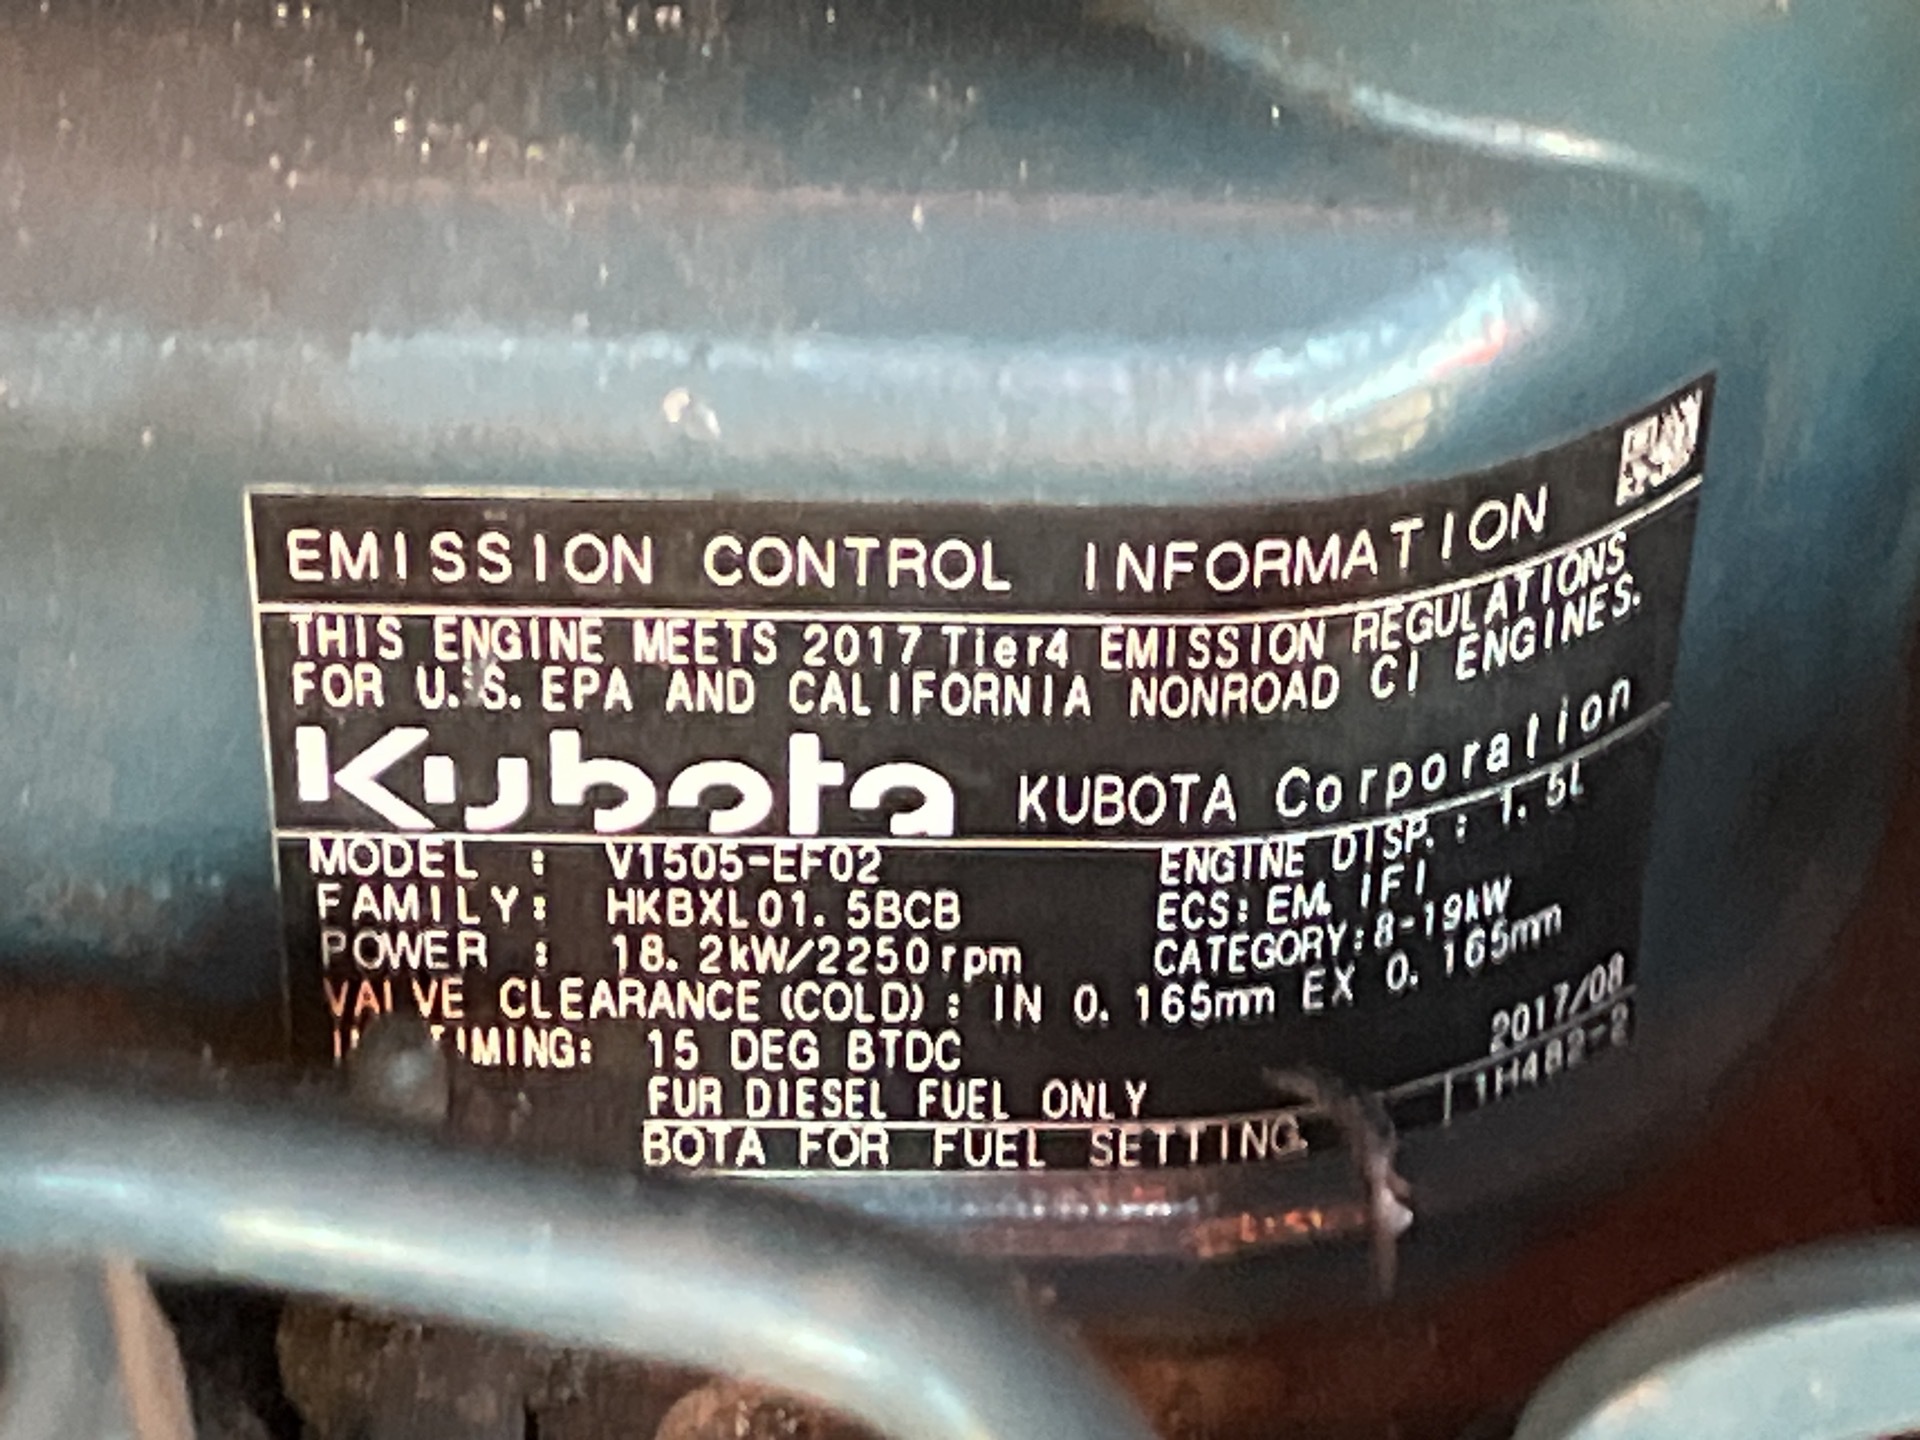 EMISSION CONTROL INFORMATION
THIS ENGINE MEETS 2017 Tier4 EMISSION REGULATIONS
FOR U.S. EPA AND CALIFORNIA NONROAD CI ENGINES.
Kubota KUBOTA Corporation
MODEL : V1505-EF02 ENGINE DISP. : 1.5L
FAMILY: HKBXL01.5BCB ECS: EM, IFI
POWER : 18.2kW/2250rpm CATEGORY: 8-19kW
VALVE CLEARANCE (COLD) : IN 0.165mm EX 0.165mm
TIMING: 15 DEG BTDC 2017/08
FUR DIESEL FUEL ONLY 1H482-2
BOTA FOR FUEL SETTING.